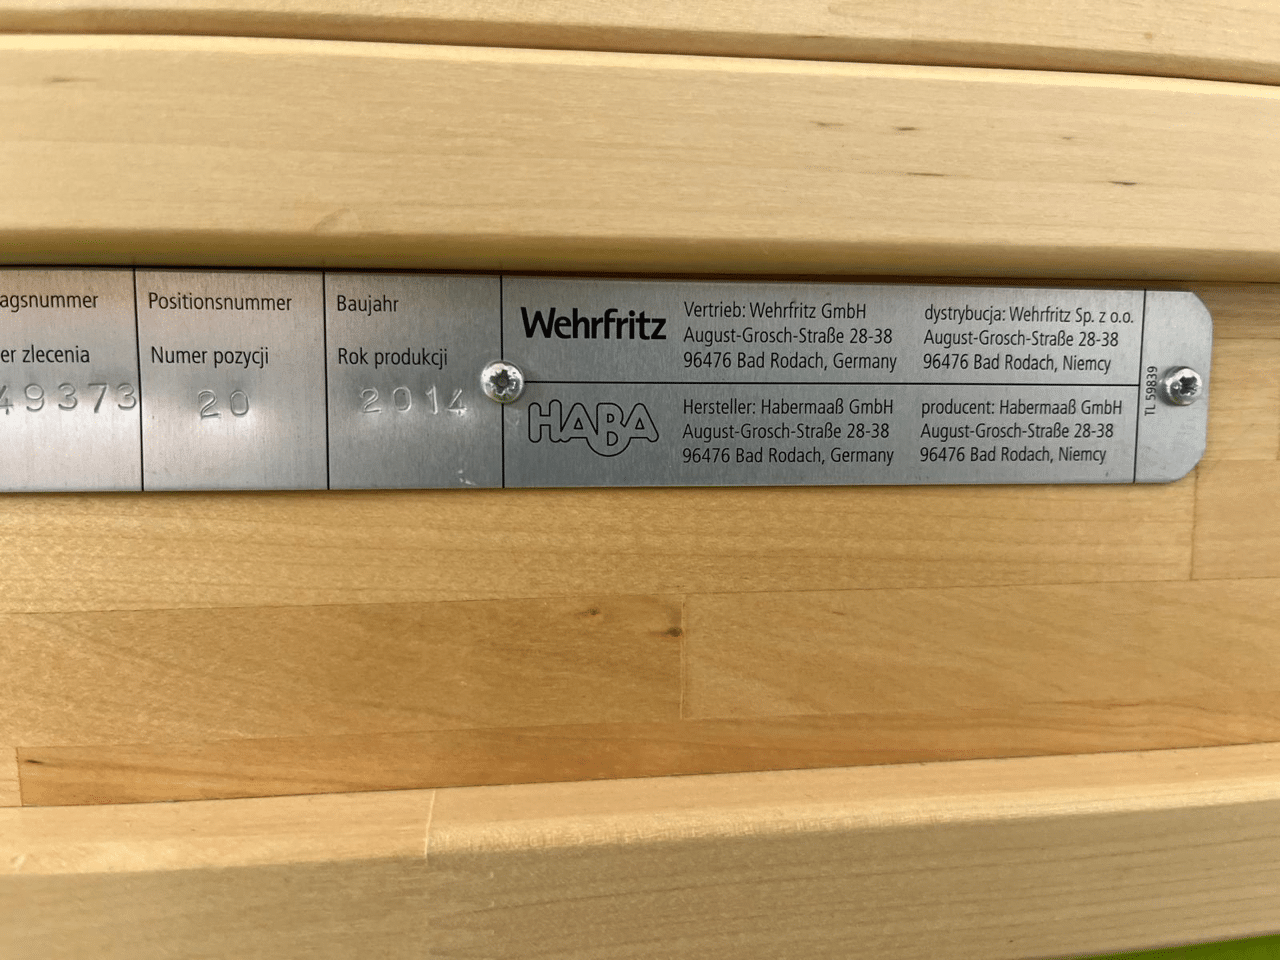 agsnummer
er zlecenia
49373
Positionsnummer
Numer pozycji
20
Baujahr
Rok produkcji
2014
Wehrfritz
Vertrieb: Wehrfritz GmbH
August-Grosch-Straße 28-38
96476 Bad Rodach, Germany
dystrybucja: Wehrfritz Sp. z o.o.
August-Grosch-Straße 28-38
96476 Bad Rodach, Niemcy
HABA
Hersteller: Habermaaß GmbH
August-Grosch-Straße 28-38
96476 Bad Rodach, Germany
producent: Habermaaß GmbH
August-Grosch-Straße 28-38
96476 Bad Rodach, Niemcy
TL 59839